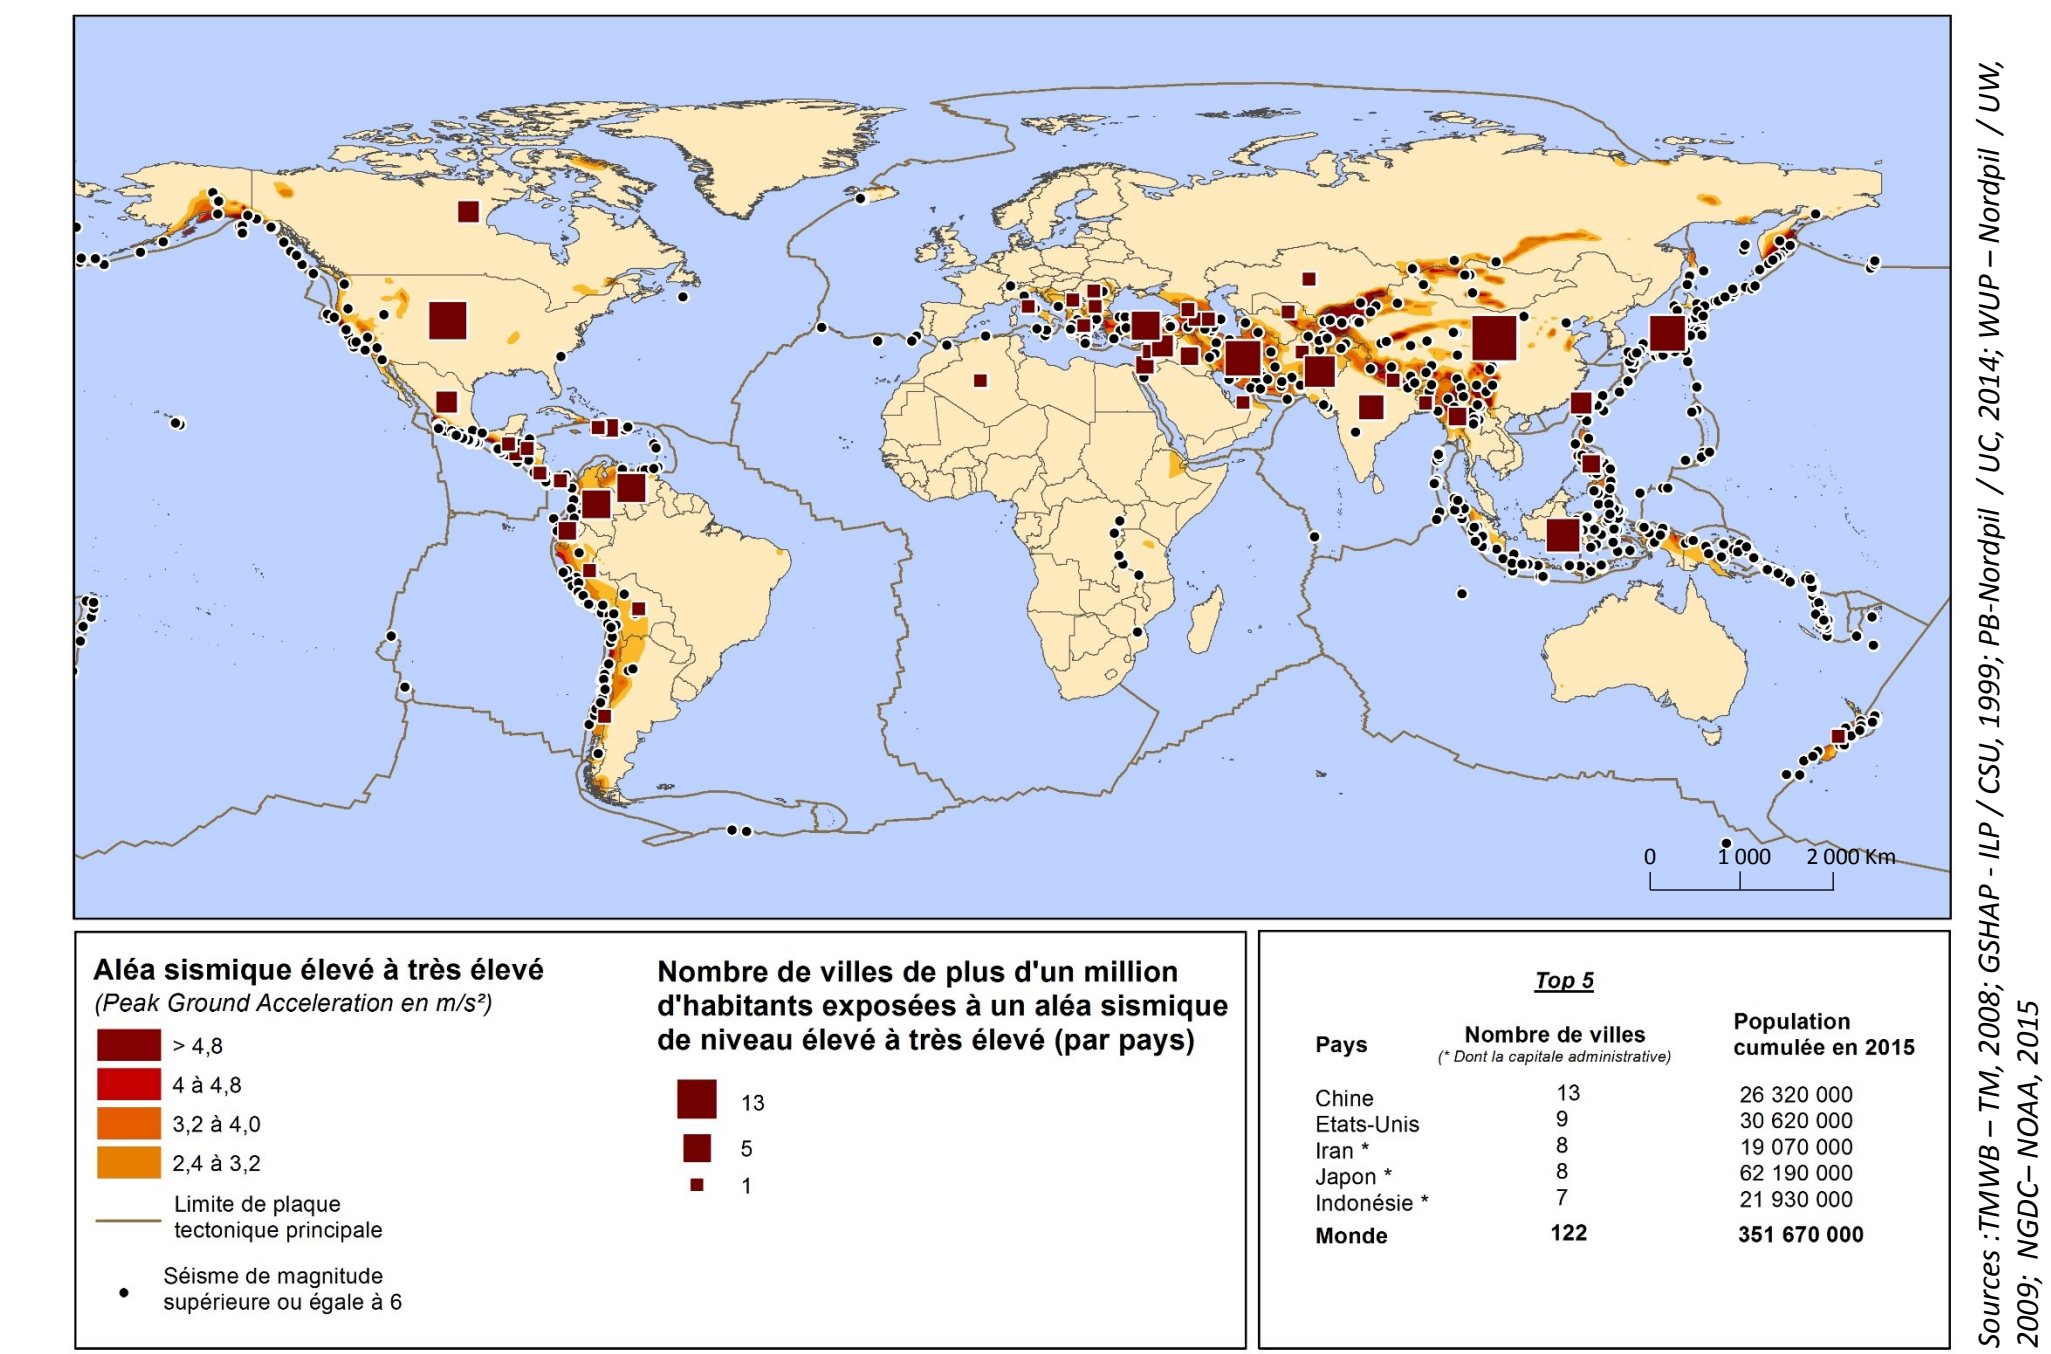 0 1 000 2 000 Km
Aléa sismique élevé à très élevé
(Peak Ground Acceleration en m/s²)
> 4,8
4 à 4,8
3,2 à 4,0
2,4 à 3,2
Limite de plaque
tectonique principale
Séisme de magnitude
supérieure ou égale à 6
Nombre de villes de plus d'un million
d'habitants exposées à un aléa sismique
de niveau élevé à très élevé (par pays)
13
5
1
Top 5
Pays Nombre de villes Population
(* Dont la capitale administrative) cumulée en 2015
Chine 13 26 320 000
Etats-Unis 9 30 620 000
Iran * 8 19 070 000
Japon * 8 62 190 000
Indonésie * 7 21 930 000
Monde 122 351 670 000
Sources :TMWB – TM, 2008; GSHAP - ILP / CSU, 1999; PB-Nordpil / UC, 2014; WUP – Nordpil / UW,
2009; NGDC– NOAA, 2015